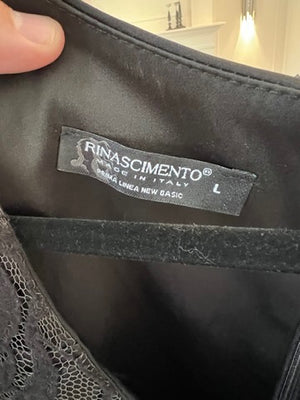 RINASCIMENTO®
MADE IN ITALY
PRIMA LINEA NEW BASIC
L